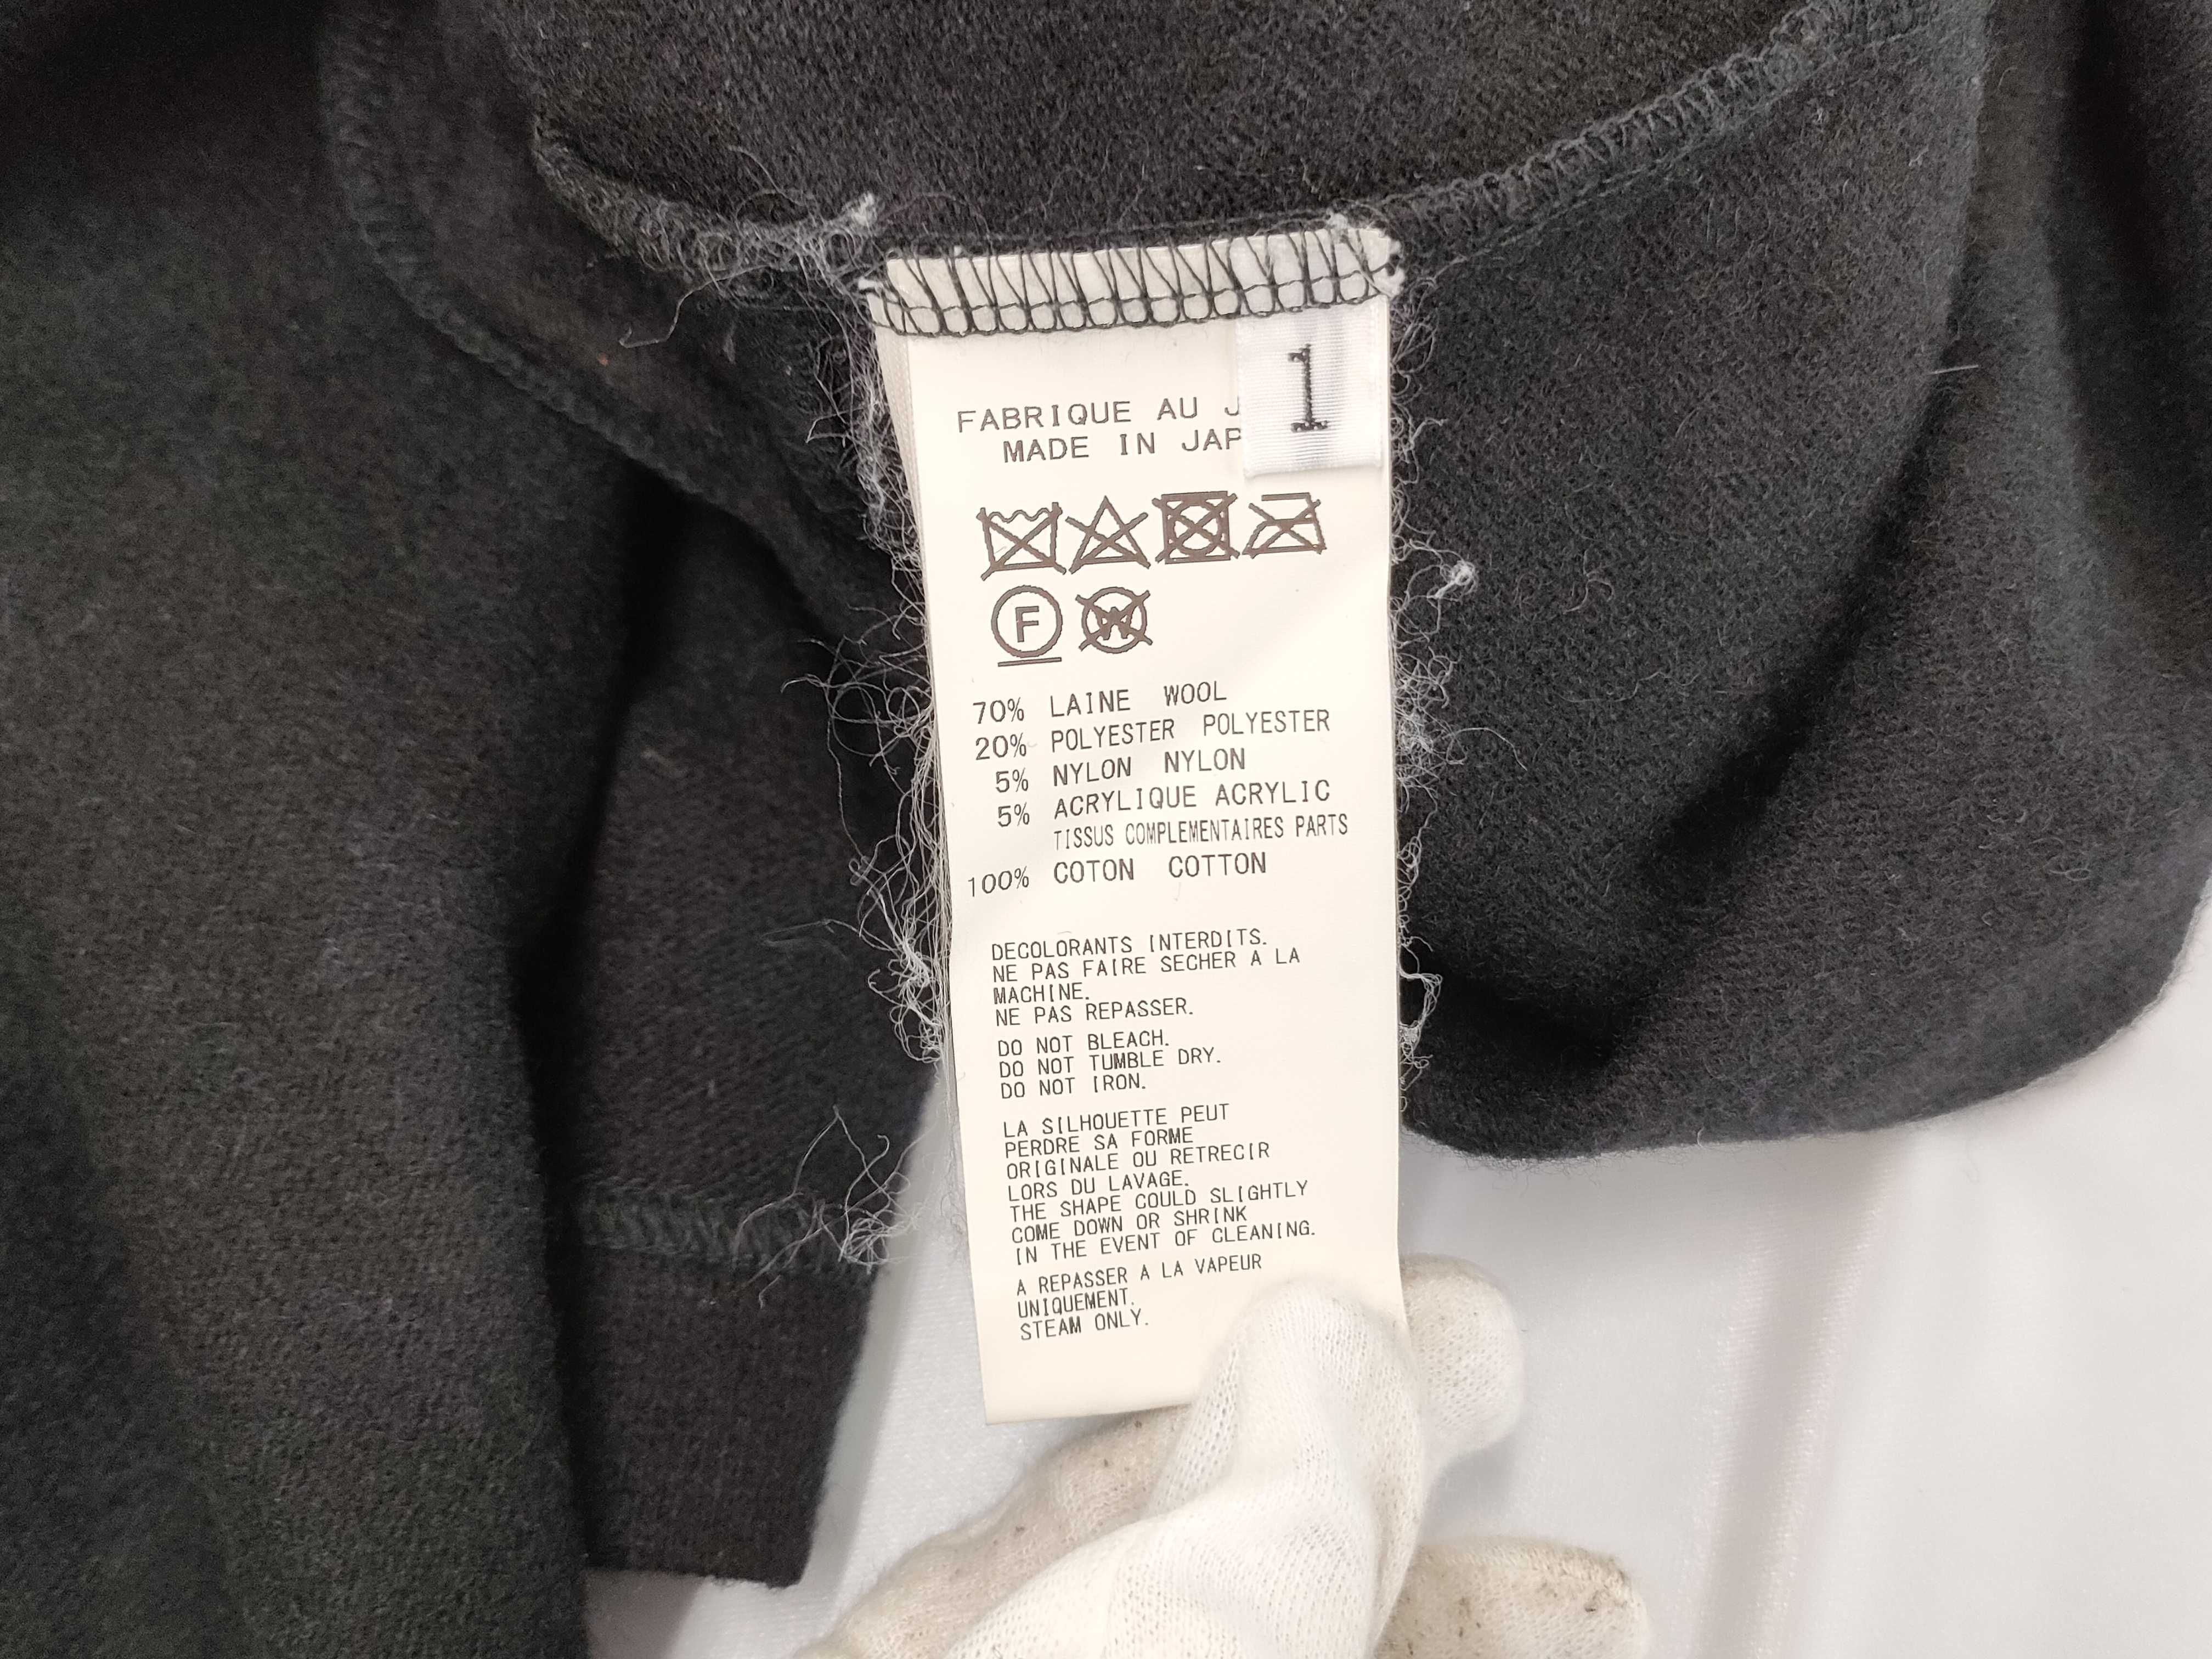 1
FABRIQUE AU
MADE IN JAP
F
W
70% LAINE WOOL
20% POLYESTER POLYESTER
5% NYLON NYLON
5% ACRYLIQUE ACRYLIC
TISSUS COMPLEMENTAIRES PARTS
100% COTON COTTON
DECOLORANTS INTERDITS.
NE PAS FAIRE SECHER A LA
MACHINE.
NE PAS REPASSER.
DO NOT BLEACH.
DO NOT TUMBLE DRY.
DO NOT IRON.
LA SILHOUETTE PEUT
PERDRE SA FORME
ORIGINALE OU RETRECIR
LORS DU LAVAGE.
THE SHAPE COULD SLIGHTLY
COME DOWN OR SHRINK
IN THE EVENT OF CLEANING.
A REPASSER A LA VAPEUR
UNIQUEMENT.
STEAM ONLY.